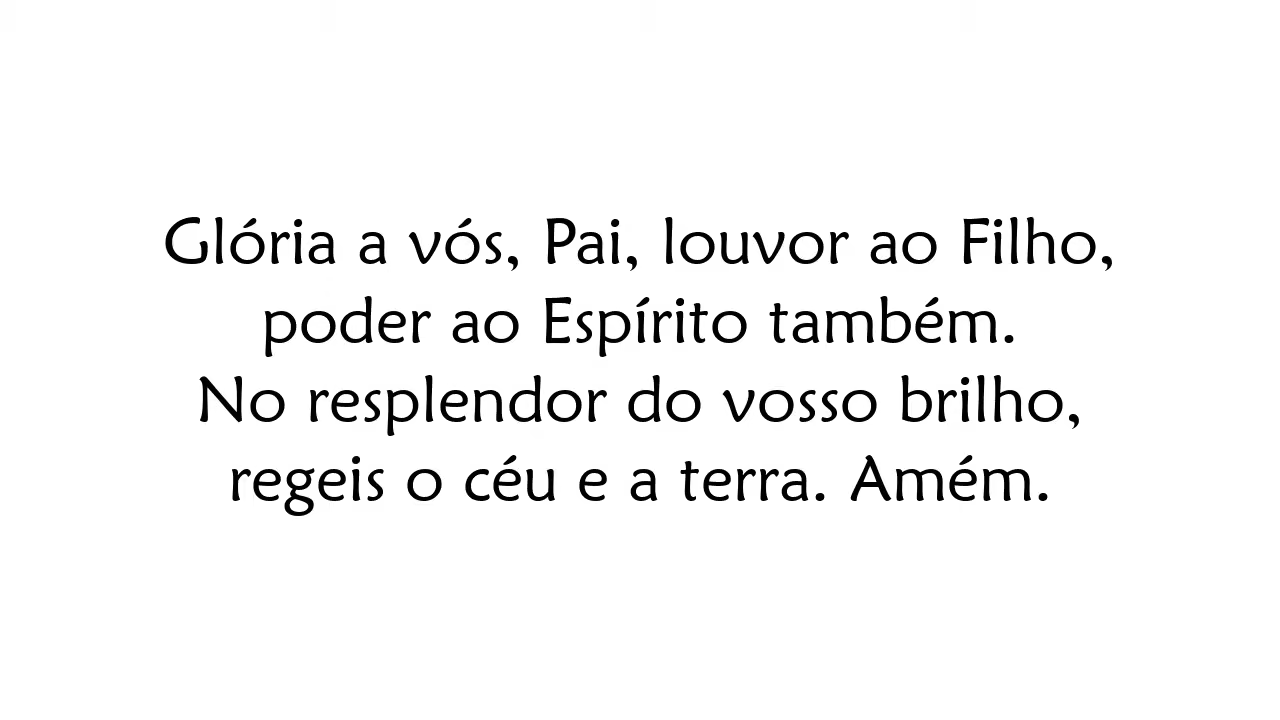 Glória a vós, Pai, louvor ao Filho,
poder ao Espírito também.
No resplendor do vosso brilho,
regeis o céu e a terra. Amém.